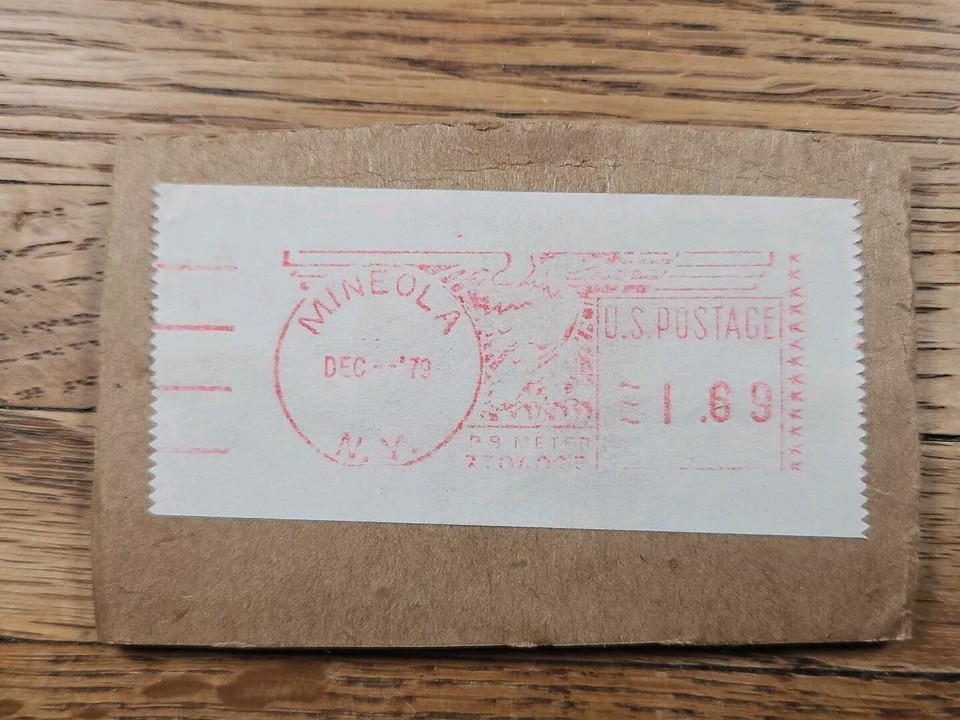 MINEOLA
DEC--'79
N.Y.
U.S. POSTAGE
1.69
P.B. METER